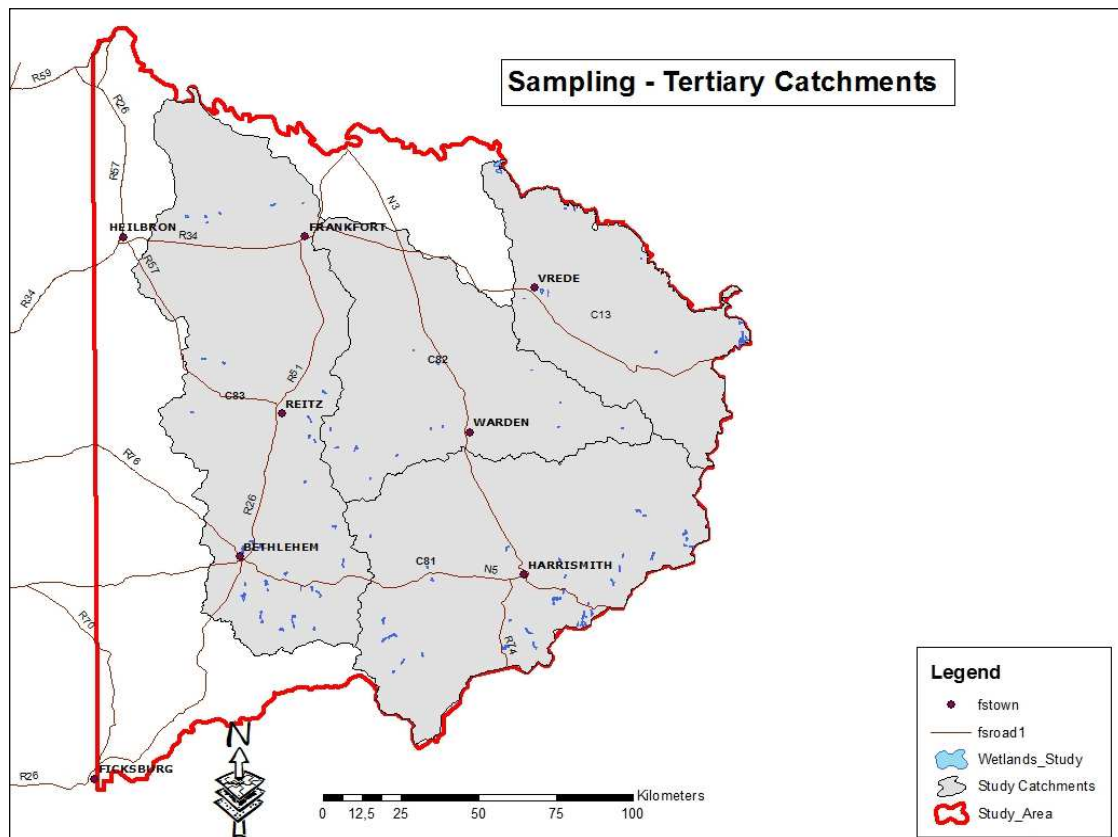 Sampling - Tertiary Catchments
R59
R26
R57
N3
HEILBRON
R34
FRANKFORT
R57
R34
VREDE
C13
C82
R51
C83
REITZ
WARDEN
R76
R26
BETHLEHEM
C81
N5
HARRISMITH
R70
R74
N
FICKSBURG
R26
Kilometers
0 12,5 25 50 75 100
Legend
fstown
fsroad1
Wetlands_Study
Study Catchments
Study_Area